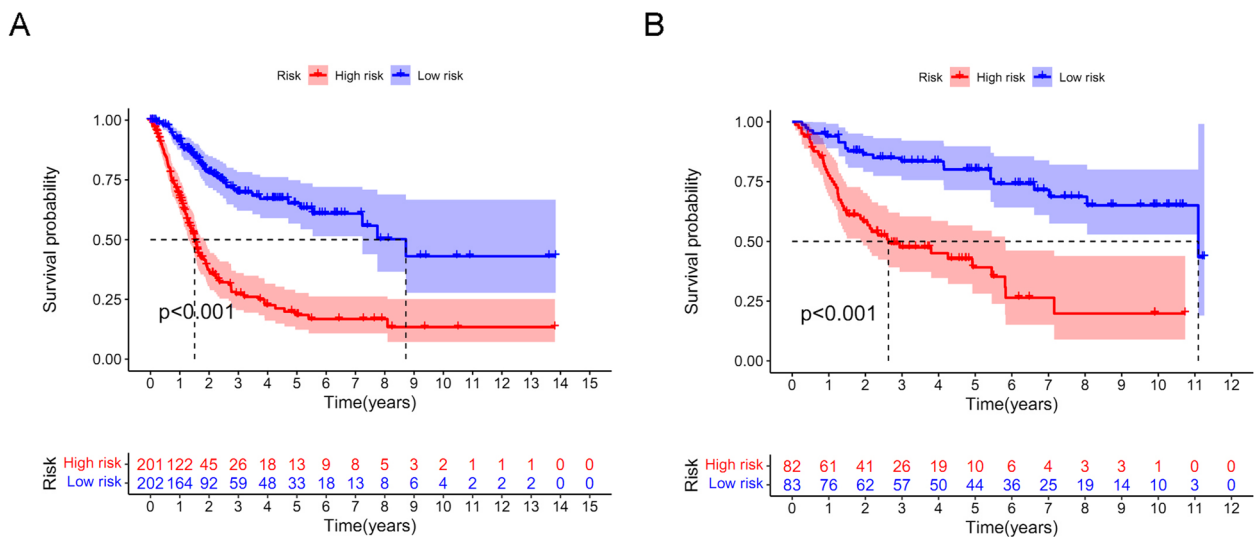 A
Risk High risk Low risk
1.00
0.75
0.50
0.25
0.00
Survival probability
p<0.001
0 1 2 3 4 5 6 7 8 9 10 11 12 13 14 15
Time(years)
Risk
High risk 201 122 45 26 18 13 9 8 5 3 2 1 1 1 0 0
Low risk 202 164 92 59 48 33 18 13 8 6 4 2 2 2 0 0
0 1 2 3 4 5 6 7 8 9 10 11 12 13 14 15
Time(years)
B
Risk High risk Low risk
1.00
0.75
0.50
0.25
0.00
Survival probability
p<0.001
0 1 2 3 4 5 6 7 8 9 10 11 12
Time(years)
Risk
High risk 82 61 41 26 19 10 6 4 3 3 1 0 0
Low risk 83 76 62 57 50 44 36 25 19 14 10 3 0
0 1 2 3 4 5 6 7 8 9 10 11 12
Time(years)